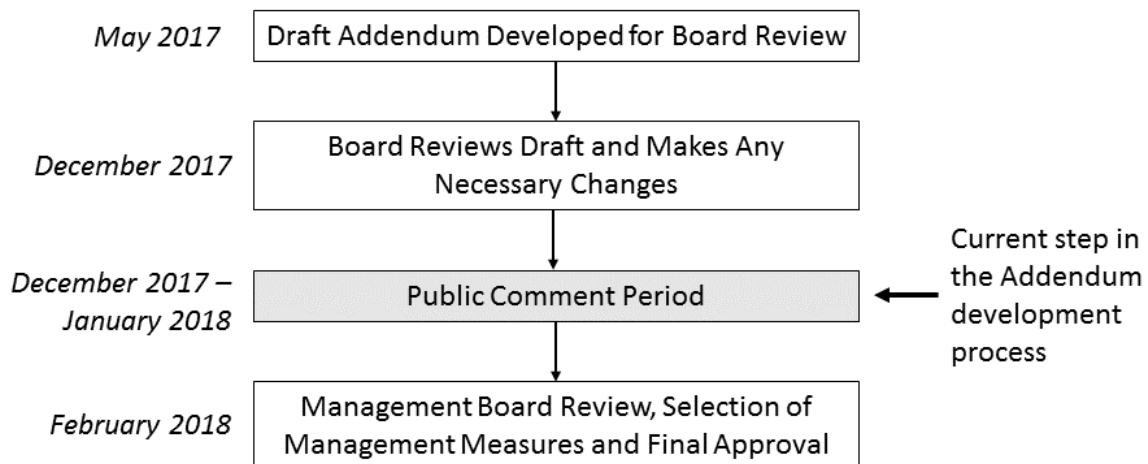 May 2017
Draft Addendum Developed for Board Review
December 2017
Board Reviews Draft and Makes Any
Necessary Changes
December 2017 –
January 2018
Public Comment Period
Current step in
the Addendum
development
process
February 2018
Management Board Review, Selection of
Management Measures and Final Approval